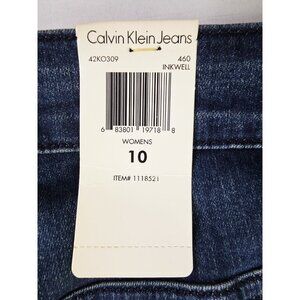 Calvin Klein Jeans
42KO309 460
INKWELL
6 83801 19718 8
WOMENS
10
ITEM# 1118521